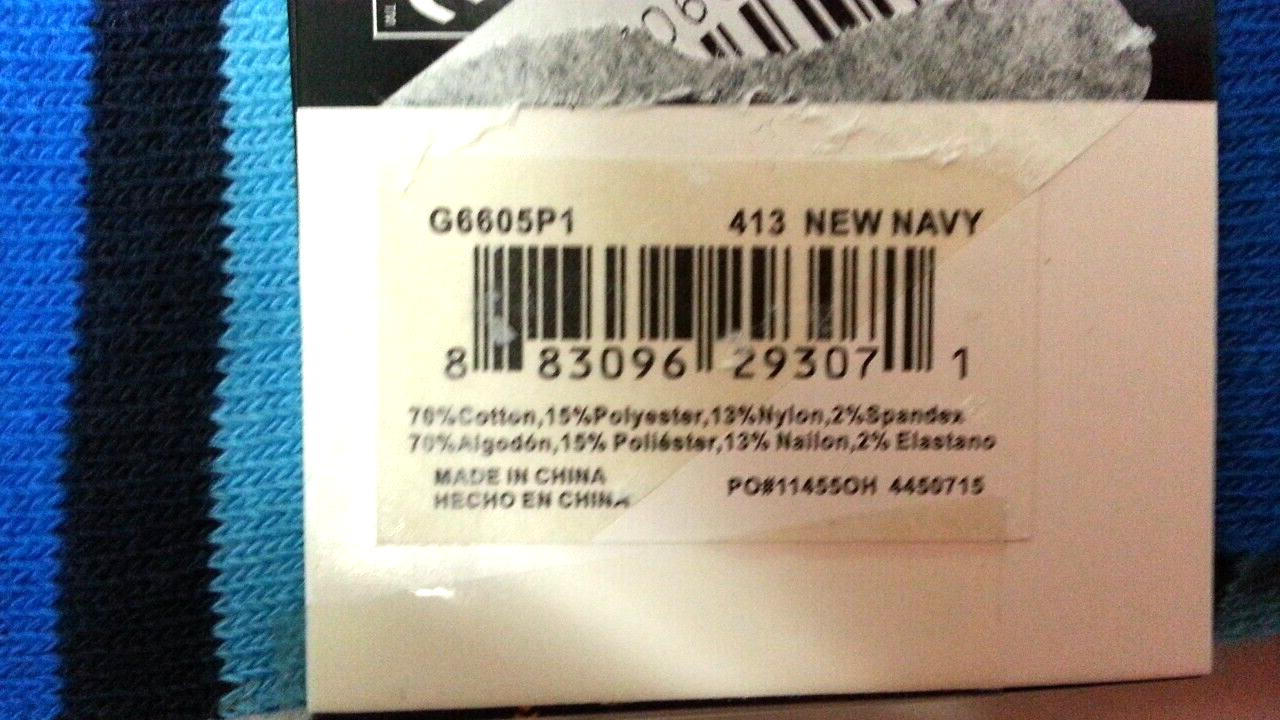 G6605P1 413 NEW NAVY
8 83096 29307 1
70%Cotton,15%Polyester,13%Nylon,2%Spandex
70%Algodón,15% Poliéster,13% Nailon,2% Elastano
MADE IN CHINA
HECHO EN CHINA
PO#11455OH 4450715